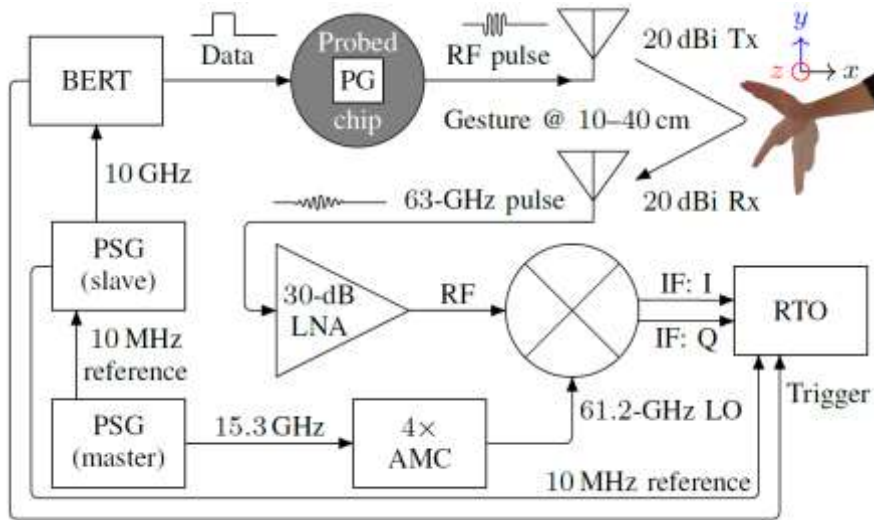 BERT
Data
Probed
PG
chip
RF pulse
20 dBi Tx
y
z
x
Gesture @ 10–40 cm
10 GHz
63-GHz pulse
20 dBi Rx
PSG
(slave)
30-dB
LNA
RF
IF: I
IF: Q
RTO
10 MHz
reference
Trigger
PSG
(master)
15.3 GHz
4×
AMC
61.2-GHz LO
10 MHz reference